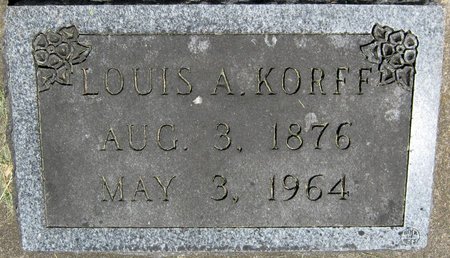 LOUIS A. KORFF
AUG. 3, 1876
MAY 3, 1964